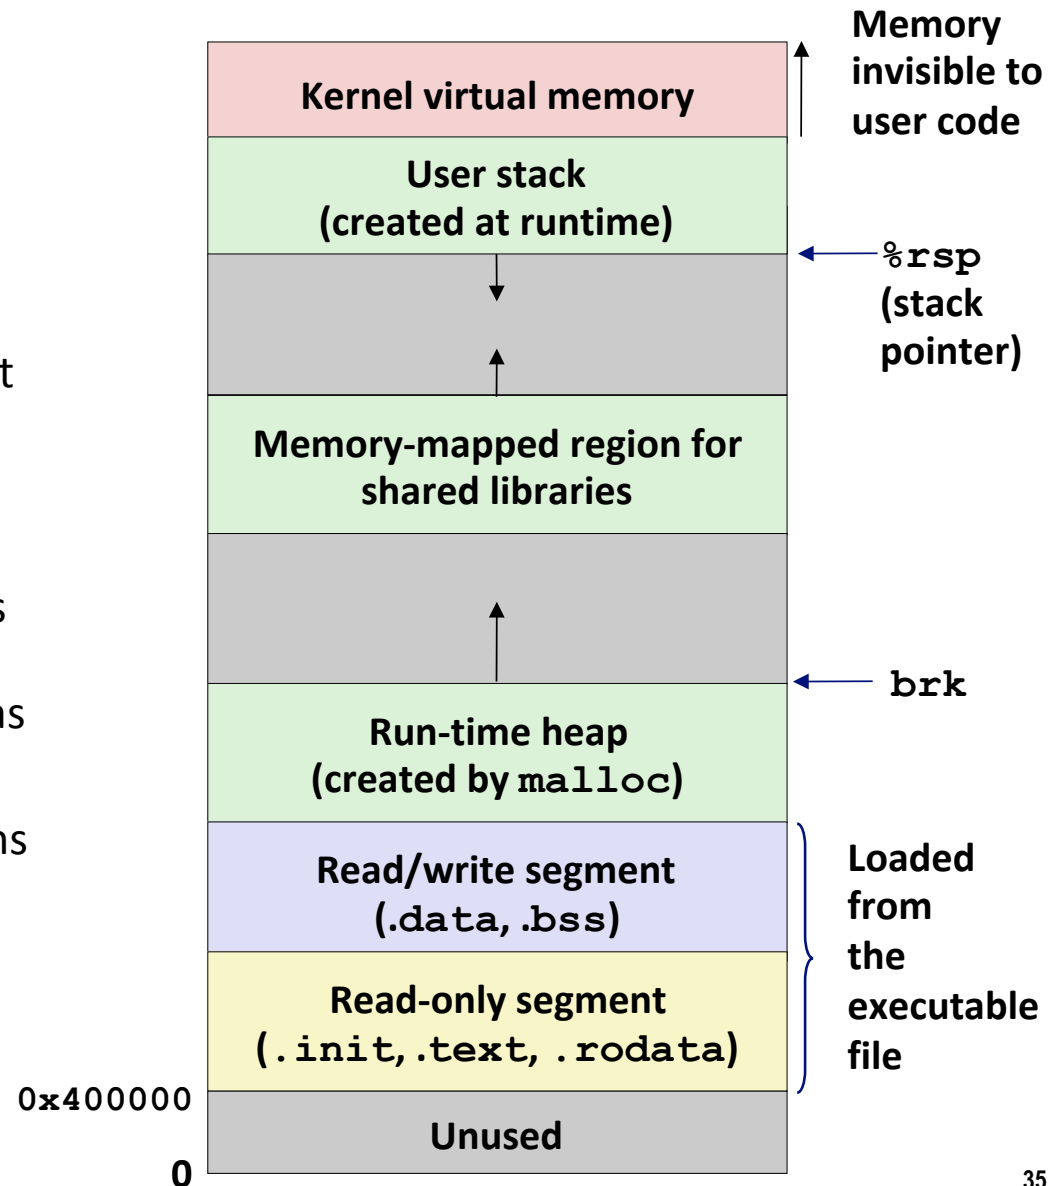 Memory
invisible to
user code
Kernel virtual memory
User stack
(created at runtime)
%rsp
(stack
pointer)
t
Memory-mapped region for
shared libraries
s
brk
ns
Run-time heap
(created by malloc)
ns
Read/write segment
(.data, .bss)
Loaded
from
the
executable
file
Read-only segment
(.init, .text, .rodata)
0x400000
Unused
0
35